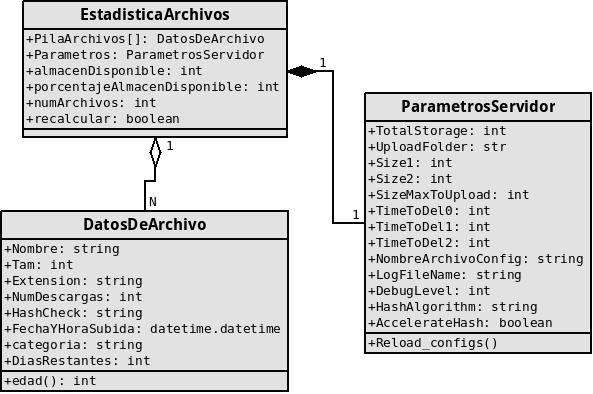 EstadisticaArchivos
+PilaArchivos[]: DatosDeArchivo
+Parametros: ParametrosServidor
+almacenDisponible: int
+porcentajeAlmacenDisponible: int
+numArchivos: int
+recalcular: boolean
1
1
ParametrosServidor
+TotalStorage: int
+UploadFolder: str
+Size1: int
+Size2: int
+SizeMaxToUpload: int
+TimeToDel0: int
+TimeToDel1: int
+TimeToDel2: int
+NombreArchivoConfig: string
+LogFileName: string
+DebugLevel: int
+HashAlgorithm: string
+AccelerateHash: boolean
+Reload_configs()
1
N
DatosDeArchivo
+Nombre: string
+Tam: int
+Extension: string
+NumDescargas: int
+HashCheck: string
+FechaYHoraSubida: datetime.datetime
+categoria: string
+DiasRestantes: int
+edad(): int